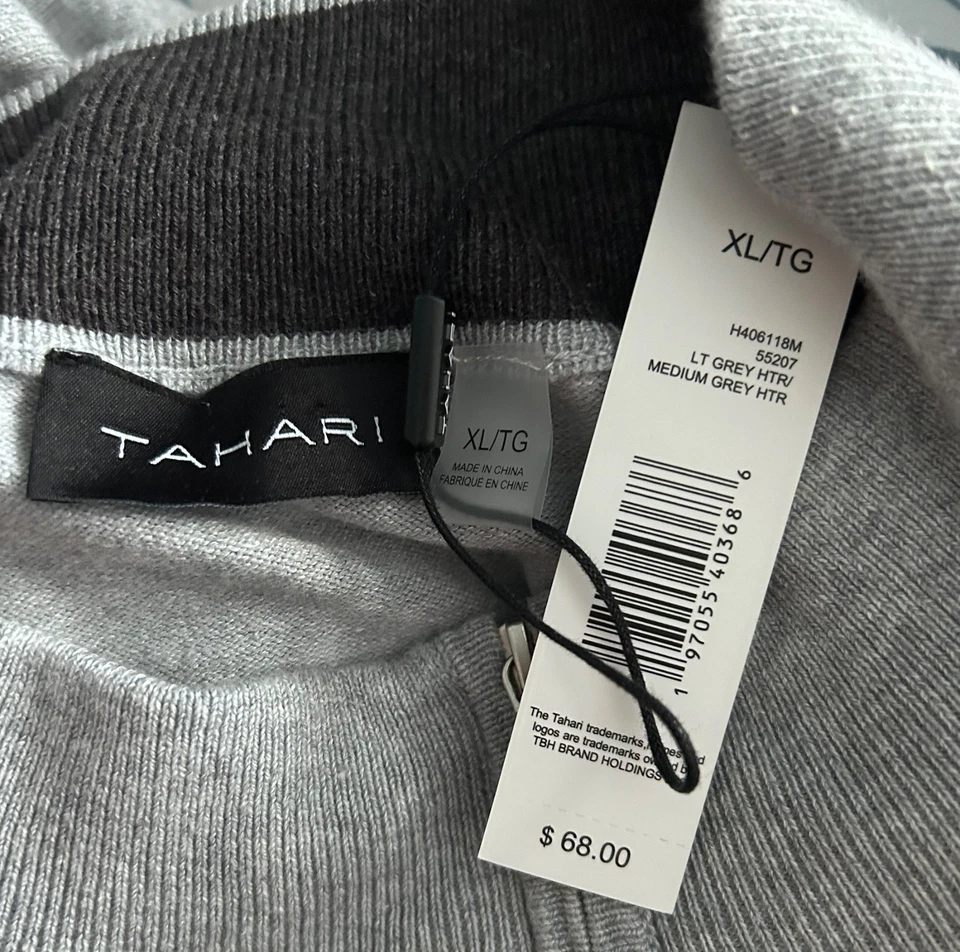 TAHARI
XL/TG
MADE IN CHINA
FABRIQUÉ EN CHINE
XL/TG
H406118M
55207
LT GREY HTR/
MEDIUM GREY HTR
1 97055 40368 6
The Tahari trademarks,
logos are trademarks
TBH BRAND HOLDINGS
$ 68.00